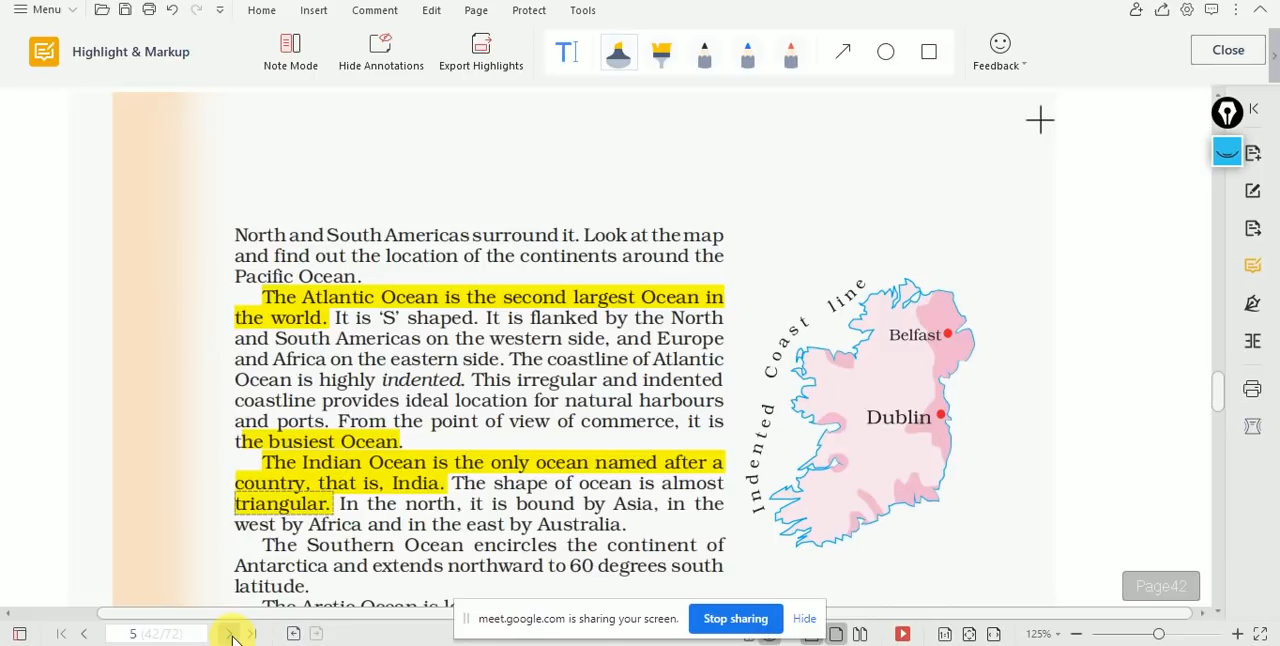 Menu
Home Insert Comment Edit Page Protect Tools
Highlight & Markup
Note Mode Hide Annotations Export Highlights
T
Feedback
Close
North and South Americas surround it. Look at the map
and find out the location of the continents around the
Pacific Ocean.
The Atlantic Ocean is the second largest Ocean in
the world. It is ‘S’ shaped. It is flanked by the North
and South Americas on the western side, and Europe
and Africa on the eastern side. The coastline of Atlantic
Ocean is highly indented. This irregular and indented
coastline provides ideal location for natural harbours
and ports. From the point of view of commerce, it is
the busiest Ocean.
The Indian Ocean is the only ocean named after a
country, that is, India. The shape of ocean is almost
triangular. In the north, it is bound by Asia, in the
west by Africa and in the east by Australia.
The Southern Ocean encircles the continent of
Antarctica and extends northward to 60 degrees south
latitude.
The Arctic Ocean is
Indented Coast line
Belfast
Dublin
Page42
meet.google.com is sharing your screen. Stop sharing Hide
5 (42/72)
1:1
125%